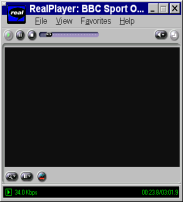 RealPlayer: BBC Sport O...
real
File View Favorites Help
34.0 Kbps 00:23.8/03:01.9